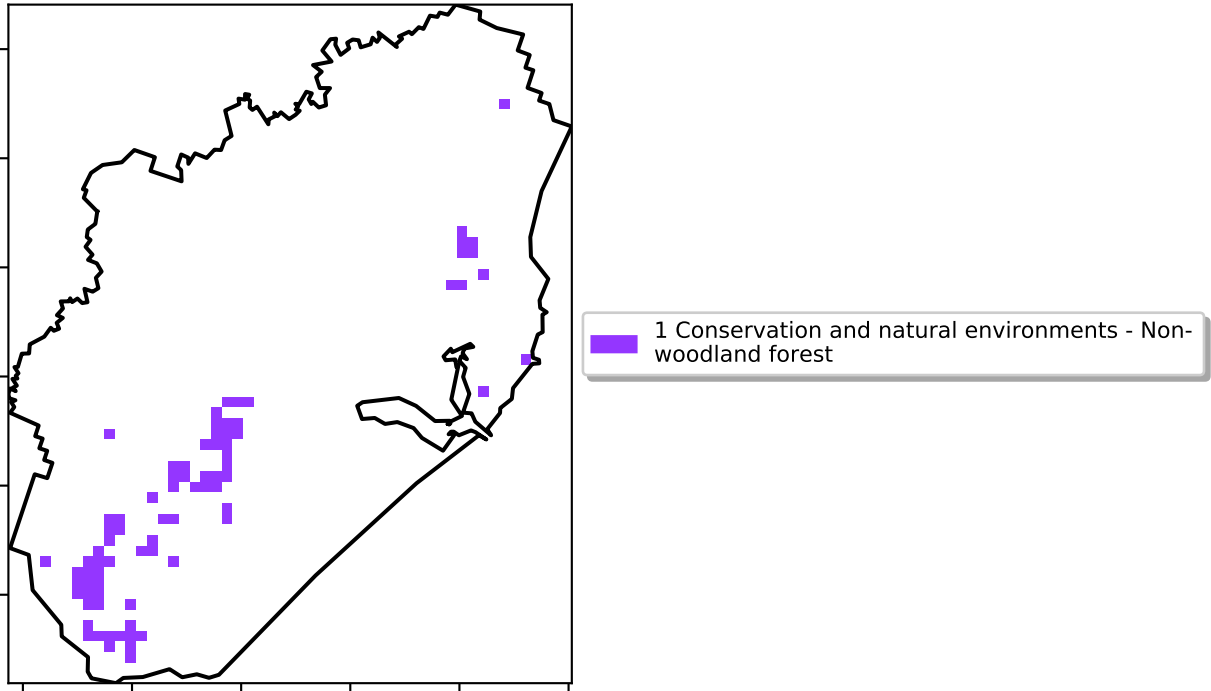 1 Conservation and natural environments - Non-
woodland forest